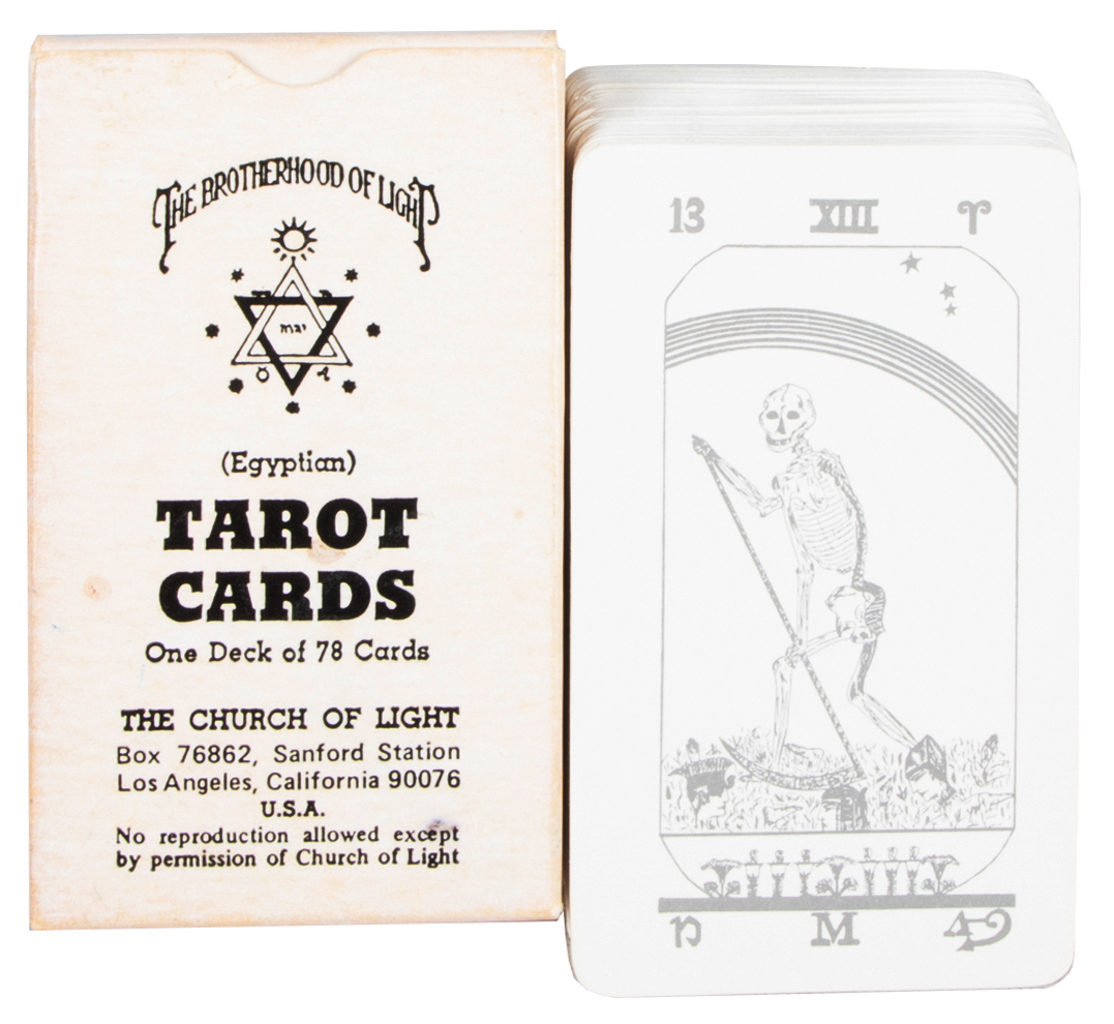 THE BROTHERHOOD OF LIGHT
(Egyptian)
TAROT
CARDS
One Deck of 78 Cards
THE CHURCH OF LIGHT
Box 76862, Sanford Station
Los Angeles, California 90076
U.S.A.
No reproduction allowed except
by permission of Church of Light
13 XIII ♈
M